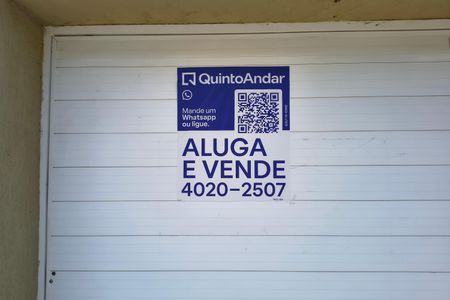 QuintoAndar
Mande um
Whatsapp
ou ligue.
ALUGA
E VENDE
4020-2507